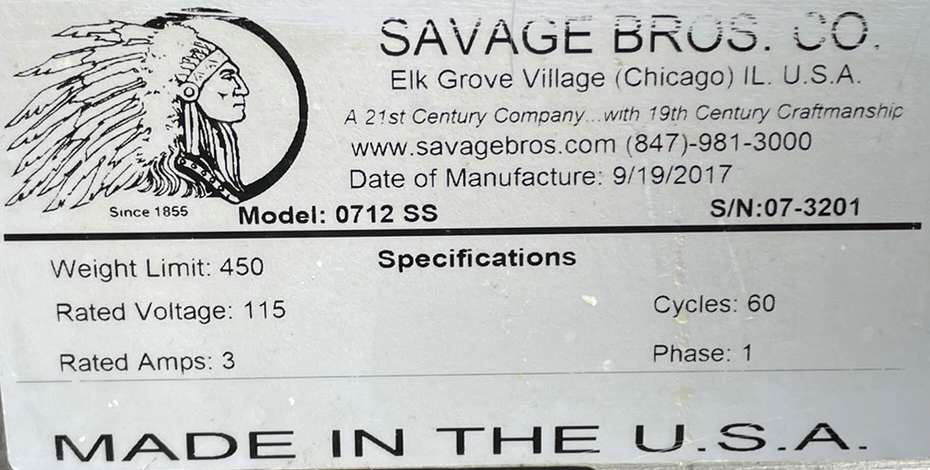 SAVAGE BROS. CO.
Elk Grove Village (Chicago) IL. U.S.A.
A 21st Century Company...with 19th Century Craftmanship
www.savagebros.com (847)-981-3000
Date of Manufacture: 9/19/2017
Since 1855 Model: 0712 SS S/N:07-3201
Specifications
Weight Limit: 450
Rated Voltage: 115 Cycles: 60
Rated Amps: 3 Phase: 1
MADE IN THE U.S.A.